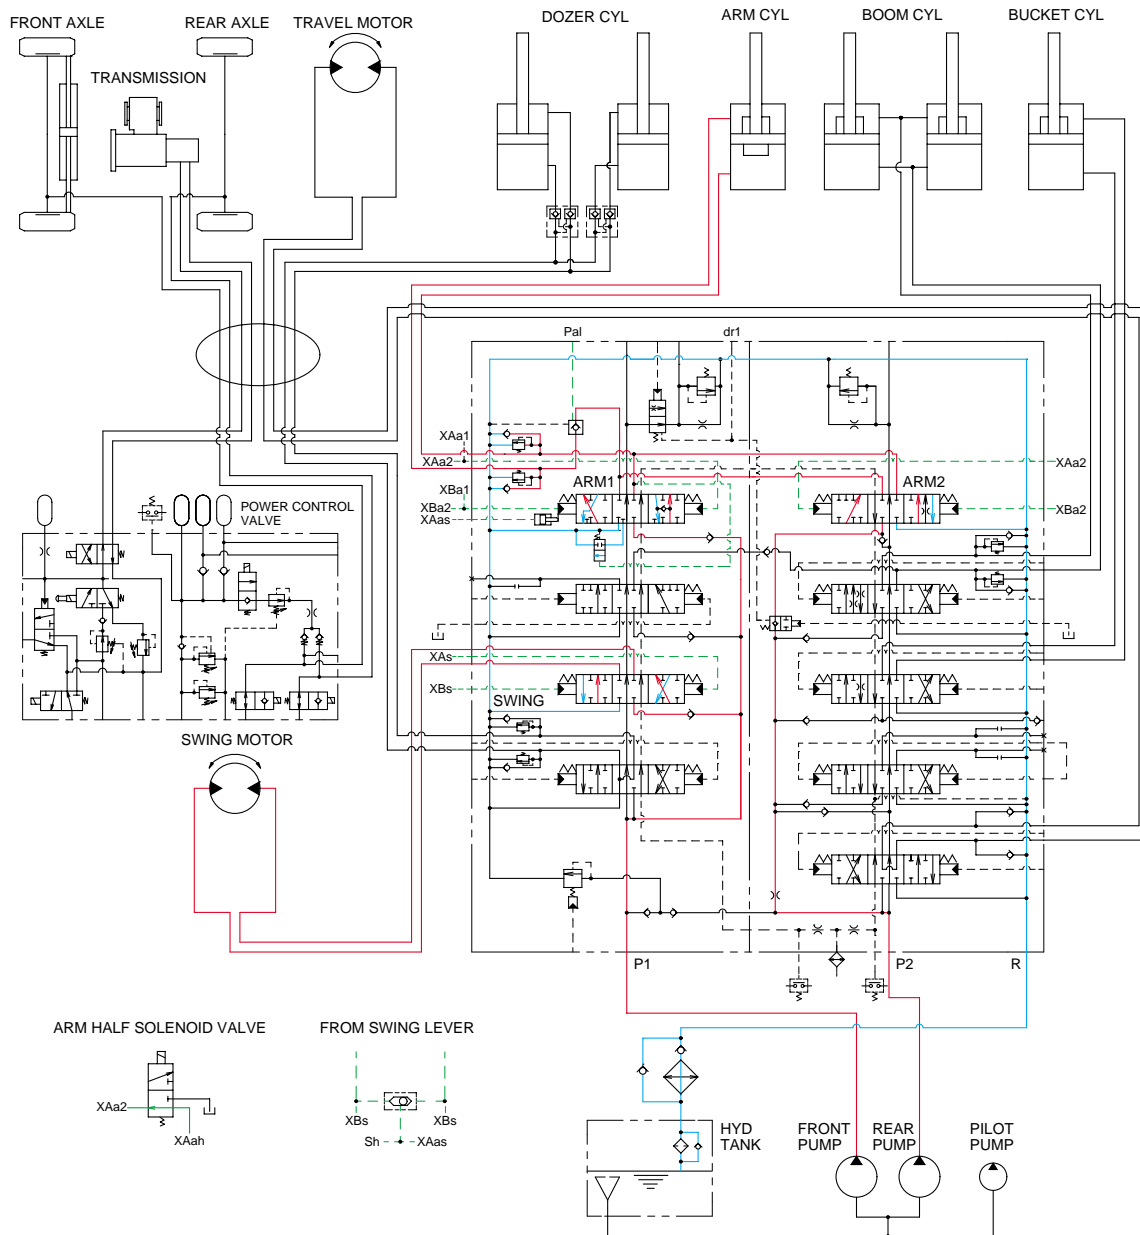 FRONT AXLE
REAR AXLE
TRAVEL MOTOR
DOZER CYL
ARM CYL
BOOM CYL
BUCKET CYL
TRANSMISSION
Pal
dr1
XAa1
XAa2
XAa2
XBa1
ARM1
ARM2
XBa2
XBa2
XAas
POWER CONTROL
VALVE
XAs
XBs
SWING
SWING MOTOR
P1
P2
R
ARM HALF SOLENOID VALVE
FROM SWING LEVER
XAa2
XAah
XBs
XBs
Sh
XAas
HYD
TANK
FRONT
PUMP
REAR
PUMP
PILOT
PUMP